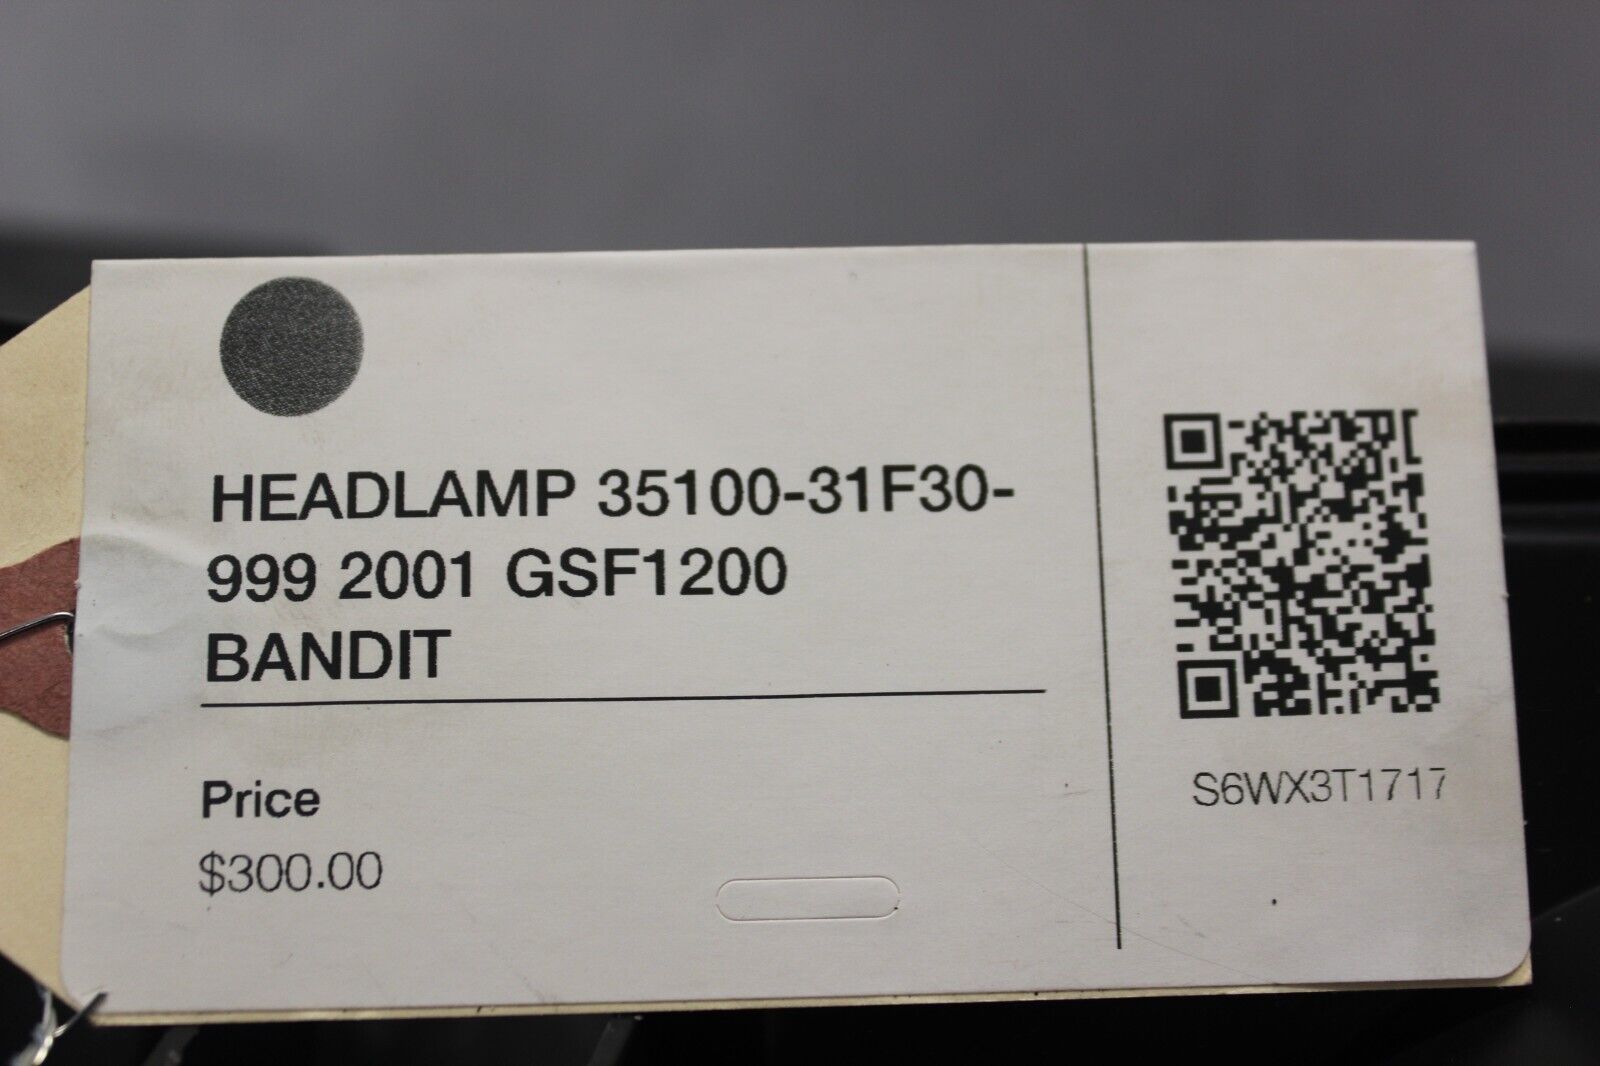 HEADLAMP 35100-31F30-
999 2001 GSF1200
BANDIT
Price
$300.00
S6WX3T1717